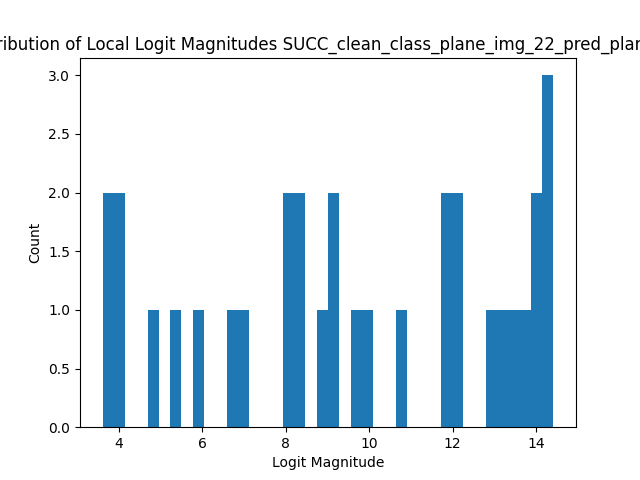 ribution of Local Logit Magnitudes SUCC_clean_class_plane_img_22_pred_plan
3.0
2.5
2.0
1.5
1.0
0.5
0.0
Count
4 6 8 10 12 14
Logit Magnitude